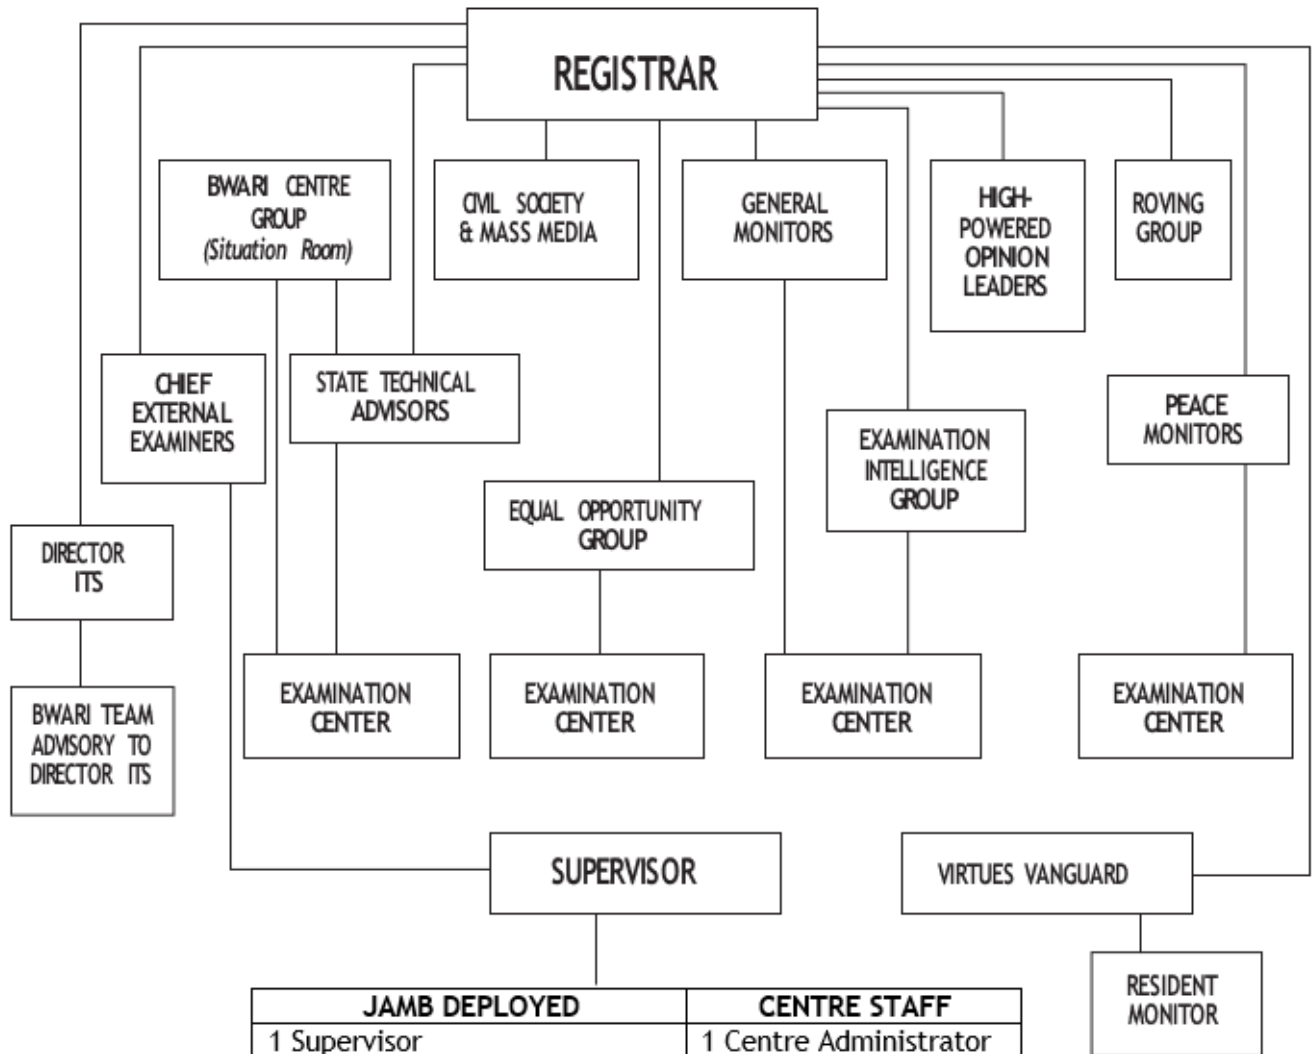 REGISTRAR
BWARI CENTRE
GROUP
(Situation Room)
CIVIL SOCIETY
& MASS MEDIA
GENERAL
MONITORS
HIGH-
POWERED
OPINION
LEADERS
ROVING
GROUP
CHIEF
EXTERNAL
EXAMINERS
STATE TECHNICAL
ADVISORS
PEACE
MONITORS
EXAMINATION
INTELLIGENCE
GROUP
EQUAL OPPORTUNITY
GROUP
DIRECTOR
ITS
BWARI TEAM
ADVISORY TO
DIRECTOR ITS
EXAMINATION
CENTER
EXAMINATION
CENTER
EXAMINATION
CENTER
EXAMINATION
CENTER
SUPERVISOR
VIRTUES VANGUARD
RESIDENT
MONITOR
JAMB DEPLOYED
CENTRE STAFF
1 Supervisor
1 Centre Administrator